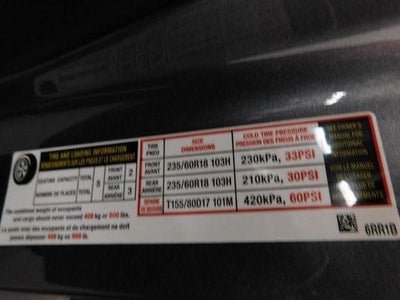 TIRE AND LOADING INFORMATION
RENSEIGNEMENTS SUR LES PNEUS ET LE CHARGEMENT
SEATING CAPACITY TOTAL 5 FRONT AVANT 2
NOMBRE DE PLACES TOTAL REAR ARRIÈRE 3
The combined weight of occupants
and cargo should never exceed 408 kg or 900 lbs.
Le poids total des occupants et du chargement ne doit
jamais dépasser 408 kg ou 900 lb.
TIRE PNEU SIZE DIMENSIONS COLD TIRE PRESSURE PRESSION DES PNEUS À FROID
FRONT AVANT 235/60R18 103H 230kPa, 33PSI
REAR ARRIÈRE 235/60R18 103H 210kPa, 30PSI
SPARE DE SECOURS T155/80D17 101M 420kPa, 60PSI
SEE OWNER'S
MANUAL FOR
ADDITIONAL
INFORMATION
VOIR LE MANUEL
6RR1B